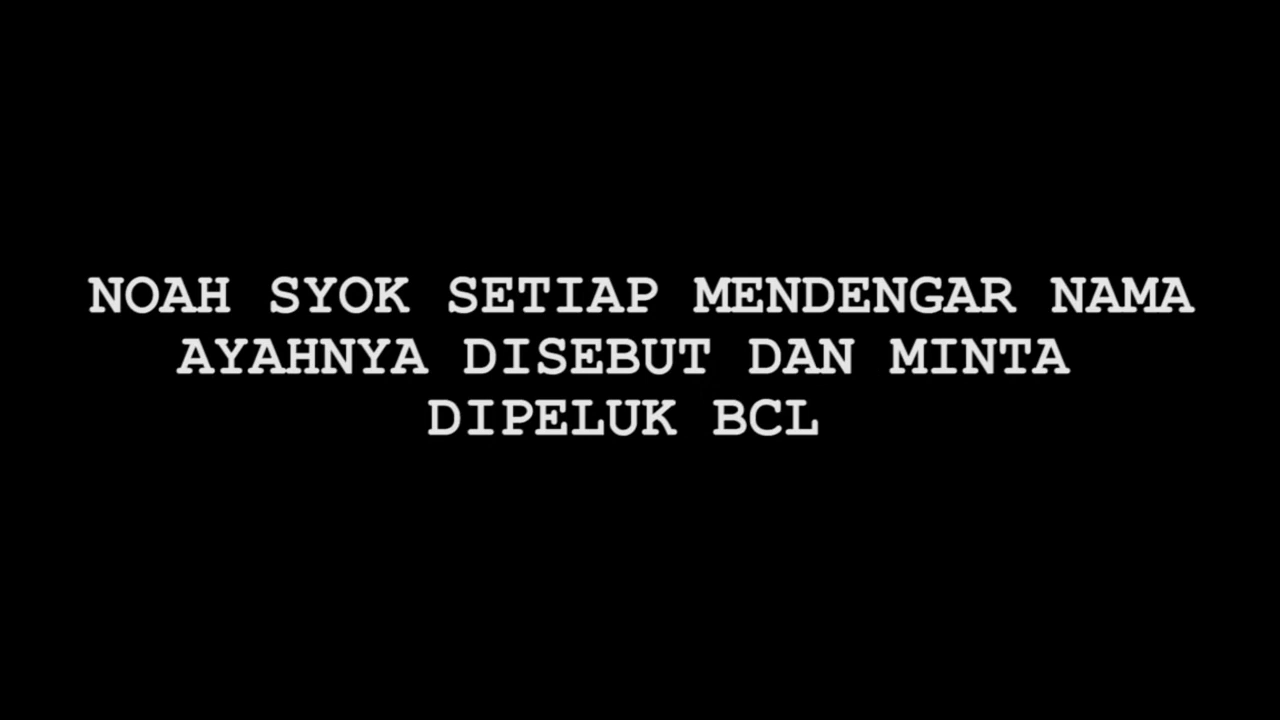 NOAH SYOK SETIAP MENDENGAR NAMA
AYAHNYA DISEBUT DAN MINTA
DIPELUK BCL